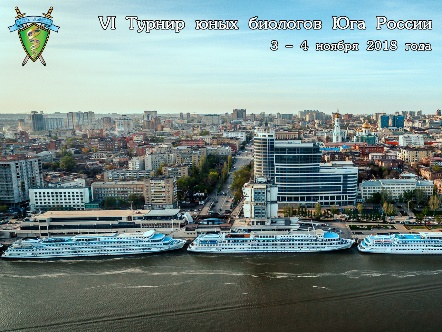 VI Турнир юных биологов Юга России
3 – 4 ноября 2018 года